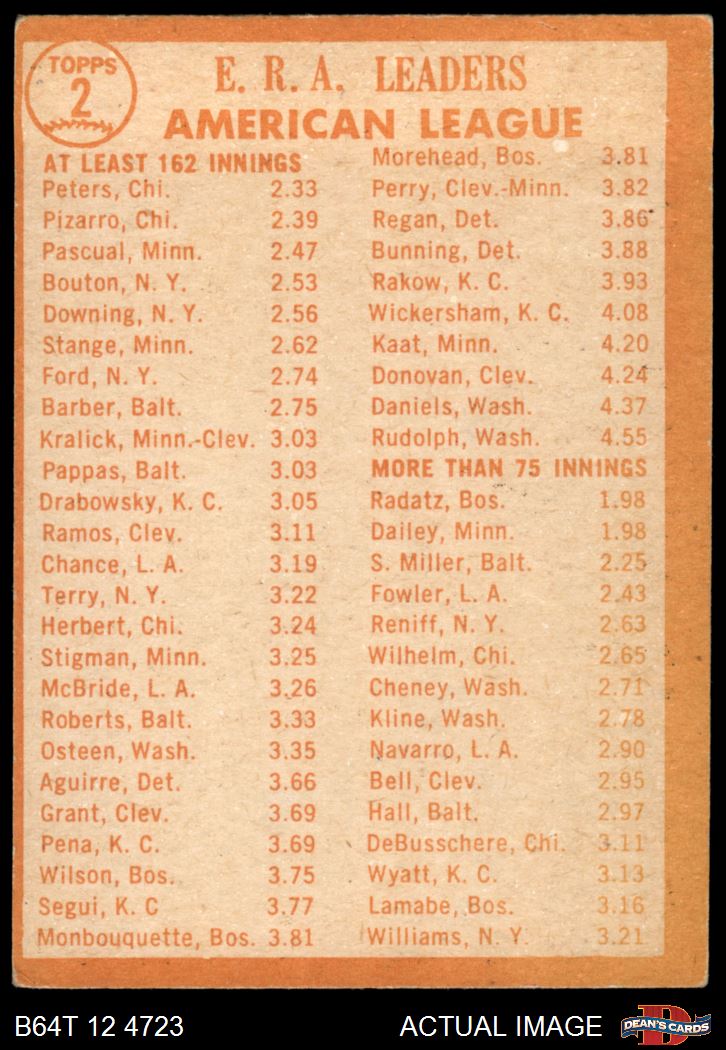 TOPPS
2
E. R. A. LEADERS
AMERICAN LEAGUE
AT LEAST 162 INNINGS
Peters, Chi. 2.33
Pizarro, Chi. 2.39
Pascual, Minn. 2.47
Bouton, N. Y. 2.53
Downing, N. Y. 2.56
Stange, Minn. 2.62
Ford, N. Y. 2.74
Barber, Balt. 2.75
Kralick, Minn.-Clev. 3.03
Pappas, Balt. 3.03
Drabowsky, K. C. 3.05
Ramos, Clev. 3.11
Chance, L. A. 3.19
Terry, N. Y. 3.22
Herbert, Chi. 3.24
Stigman, Minn. 3.25
McBride, L. A. 3.26
Roberts, Balt. 3.33
Osteen, Wash. 3.35
Aguirre, Det. 3.66
Grant, Clev. 3.69
Pena, K. C. 3.69
Wilson, Bos. 3.75
Segui, K. C 3.77
Monbouquette, Bos. 3.81
Morehead, Bos. 3.81
Perry, Clev.-Minn. 3.82
Regan, Det. 3.86
Bunning, Det. 3.88
Rakow, K. C. 3.93
Wickersham, K. C. 4.08
Kaat, Minn. 4.20
Donovan, Clev. 4.24
Daniels, Wash. 4.37
Rudolph, Wash. 4.55
MORE THAN 75 INNINGS
Radatz, Bos. 1.98
Dailey, Minn. 1.98
S. Miller, Balt. 2.25
Fowler, L. A. 2.43
Reniff, N. Y. 2.63
Wilhelm, Chi. 2.65
Cheney, Wash. 2.71
Kline, Wash. 2.78
Navarro, L. A. 2.90
Bell, Clev. 2.95
Hall, Balt. 2.97
DeBusschere, Chi. 3.11
Wyatt, K. C. 3.13
Lamabe, Bos. 3.16
Williams, N. Y. 3.21
B64T 12 4723
ACTUAL IMAGE
D
DEAN'S CARDS